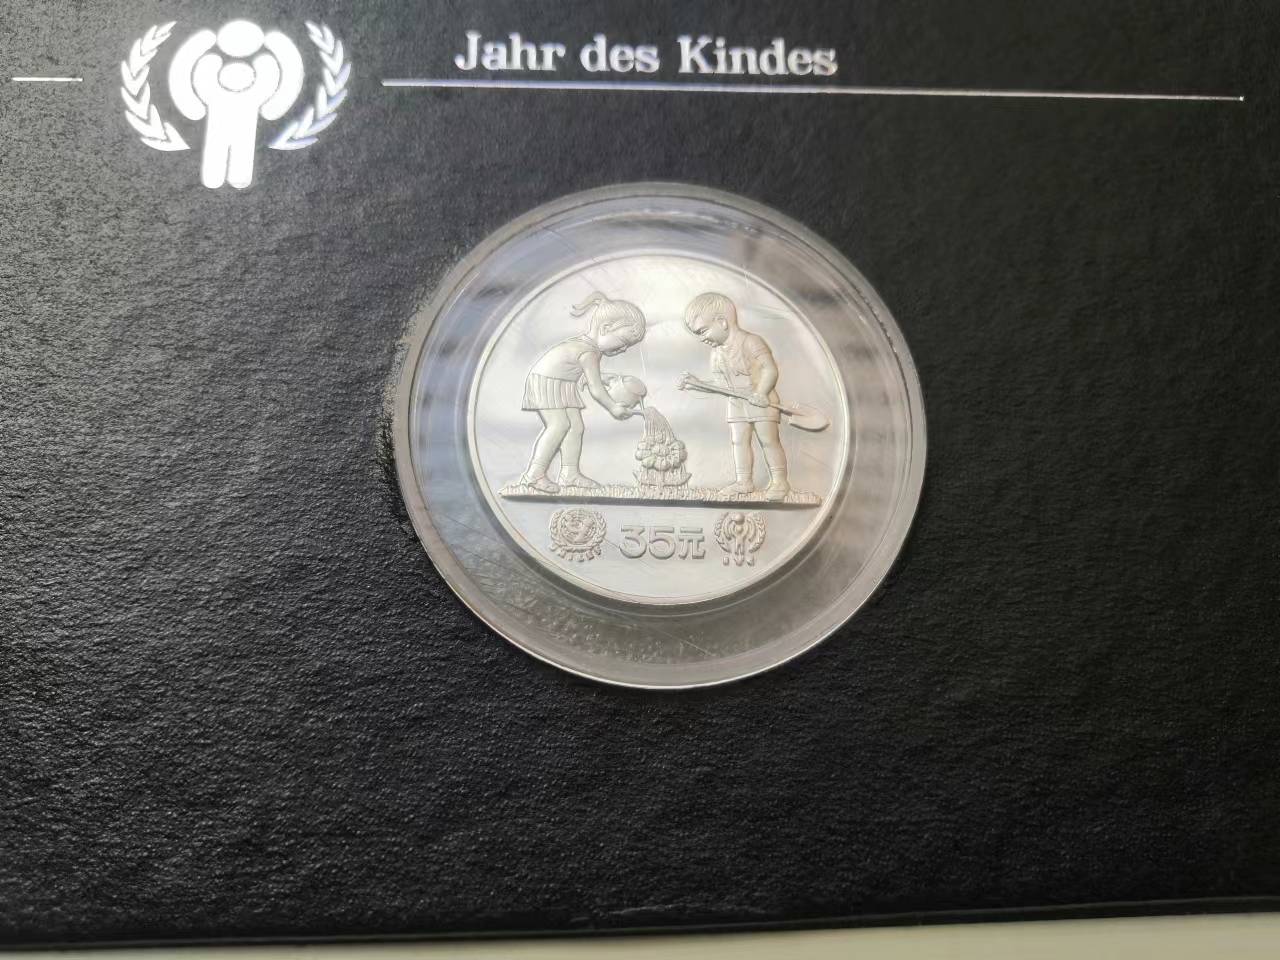 Jahr des Kindes
35元